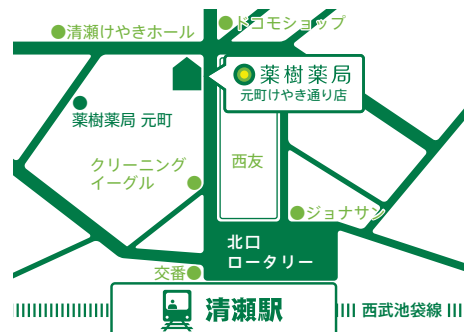 ドコモショップ
清瀬けやきホール
薬樹薬局
元町けやき通り店
薬樹薬局 元町
クリーニング
イーグル
西友
ジョナサン
北口
ロータリー
交番
清瀬駅
西武池袋線